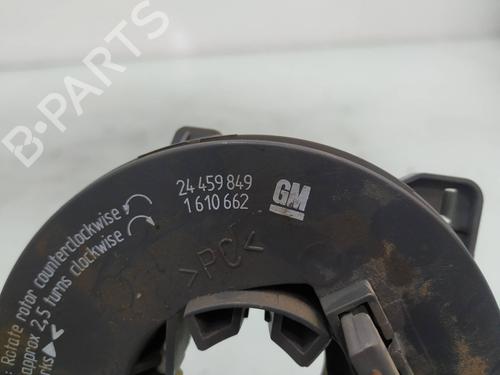 B-PARTS
24 459 849
1 610 662
GM
>PC<
: Rotate rotor counterclockwise
approx 2,5 turns clockwise